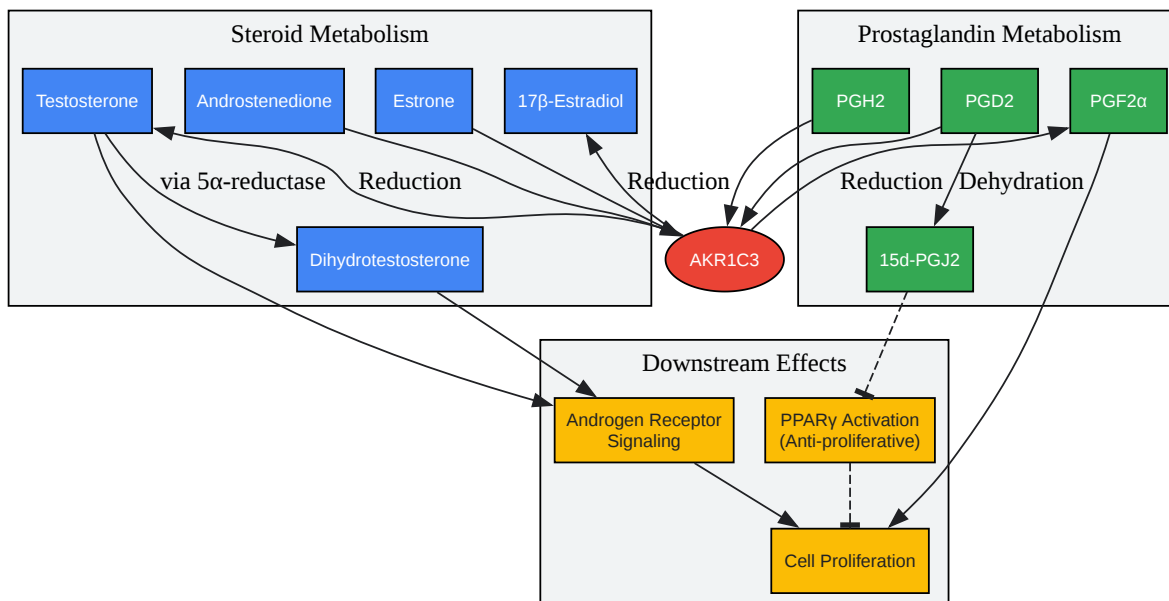 Steroid Metabolism
Prostaglandin Metabolism
Testosterone
Androstenedione
Estrone
17β-Estradiol
PGH2
PGD2
PGF2α
via 5α-reductase
Reduction
Reduction
Reduction
Dehydration
Dihydrotestosterone
AKR1C3
15d-PGJ2
Downstream Effects
Androgen Receptor
Signaling
PPARγ Activation
(Anti-proliferative)
Cell Proliferation